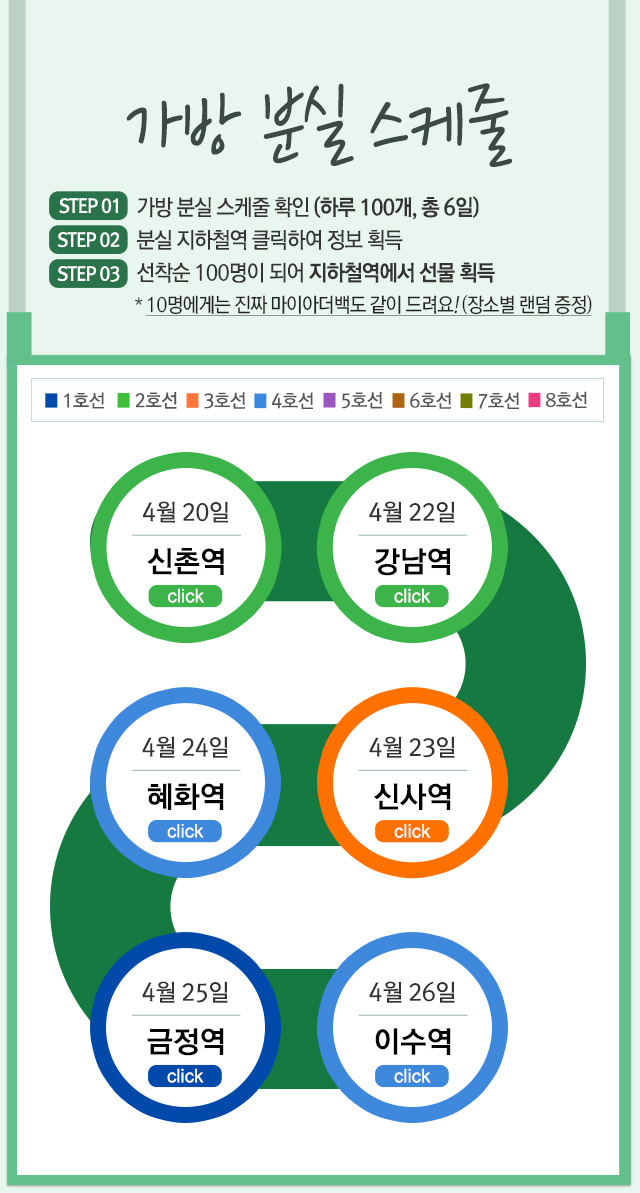 가방 분실 스케줄
STEP 01 가방 분실 스케줄 확인 (하루 100개, 총 6일)
STEP 02 분실 지하철역 클릭하여 정보 획득
STEP 03 선착순 100명이 되어 지하철역에서 선물 획득
* 10명에게는 진짜 마이아더백도 같이 드려요! (장소별 랜덤 증정)
1호선 2호선 3호선 4호선 5호선 6호선 7호선 8호선
4월 20일
신촌역
click
4월 22일
강남역
click
4월 23일
신사역
click
4월 24일
혜화역
click
4월 25일
금정역
click
4월 26일
이수역
click